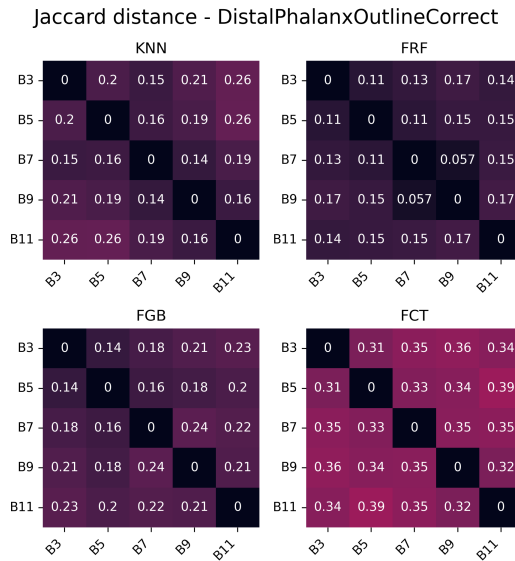 Jaccard distance - DistalPhalanxOutlineCorrect
KNN
B3 0 0.2 0.15 0.21 0.26
B5 0.2 0 0.16 0.19 0.26
B7 0.15 0.16 0 0.14 0.19
B9 0.21 0.19 0.14 0 0.16
B11 0.26 0.26 0.19 0.16 0
B3 B5 B7 B9 B11
FRF
B3 0 0.11 0.13 0.17 0.14
B5 0.11 0 0.11 0.15 0.15
B7 0.13 0.11 0 0.057 0.15
B9 0.17 0.15 0.057 0 0.17
B11 0.14 0.15 0.15 0.17 0
B3 B5 B7 B9 B11
FGB
B3 0 0.14 0.18 0.21 0.23
B5 0.14 0 0.16 0.18 0.2
B7 0.18 0.16 0 0.24 0.22
B9 0.21 0.18 0.24 0 0.21
B11 0.23 0.2 0.22 0.21 0
B3 B5 B7 B9 B11
FCT
B3 0 0.31 0.35 0.36 0.34
B5 0.31 0 0.33 0.34 0.39
B7 0.35 0.33 0 0.35 0.35
B9 0.36 0.34 0.35 0 0.32
B11 0.34 0.39 0.35 0.32 0
B3 B5 B7 B9 B11